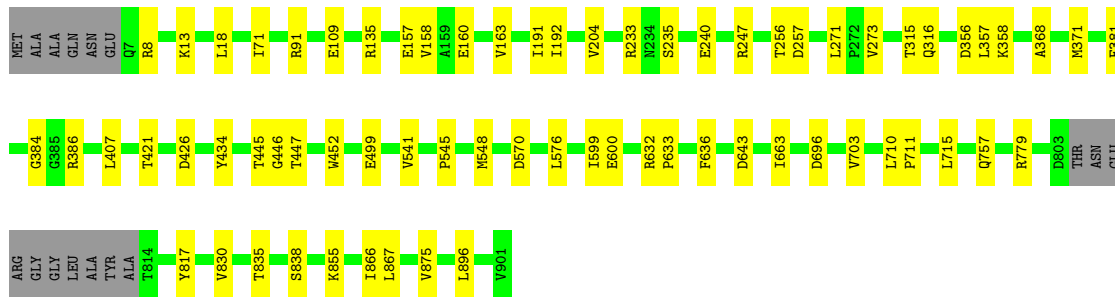 MET ALA ALA GLN ASN GLU Q7 R8 K13 L18 I71 R91 E109 R135 E157 V158 A159 E160 V163 I191 I192 V204 R233 N234 S235 E240 R247 T256 D257 L271 P272 V273 T315 Q316 D356 L357 K358 A368 M371
G384 G385 R386 L407 T421 D426 Y434 T445 G446 T447 W452 E499 V541 P545 M548 D570 L576 I599 E600 R632 P633 F636 D643 I663 D696 V703 L710 P711 L715 Q757 R779 D803 THR ASN
ARG GLY GLY LEU ALA TYR ALA T814 Y817 V830 T835 S838 K855 I866 L867 V875 L896 V901